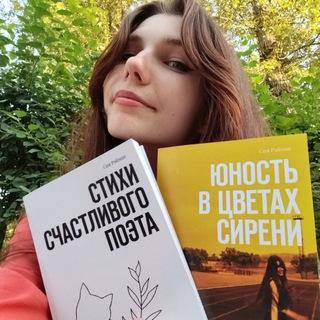 СТИХИ
СЧАСТЛИВОГО
ПОЭТА
ЮНОСТЬ
В ЦВЕТАХ
СИРЕНИ